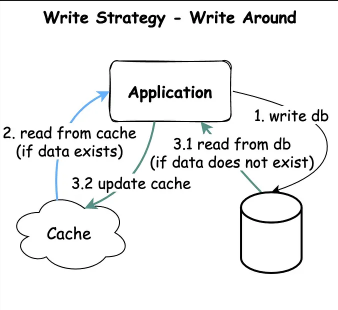 Write Strategy - Write Around
Application
1. write db
2. read from cache
(if data exists)
3.1 read from db
(if data does not exist)
3.2 update cache
Cache